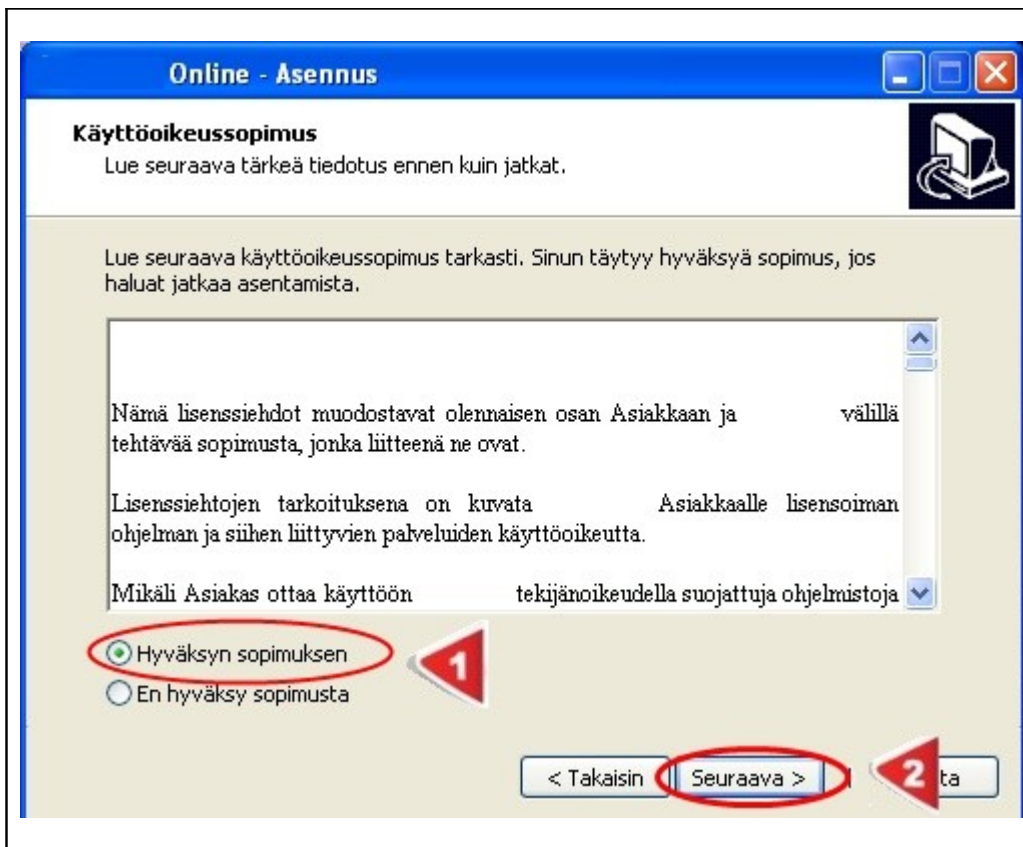 Online - Asennus
Käyttöoikeussopimus
Lue seuraava tärkeä tiedotus ennen kuin jatkat.
Lue seuraava käyttöoikeussopimus tarkasti. Sinun täytyy hyväksyä sopimus, jos
haluat jatkaa asentamista.
Nämä lisenssiehdot muodostavat olennaisen osan Asiakkaan ja välillä
tehtävää sopimusta, jonka liitteenä ne ovat.
Lisenssiehtojen tarkoituksena on kuvata Asiakkaalle lisensoiman
ohjelman ja siihen liittyvien palveluiden käyttöoikeutta.
Mikäli Asiakas ottaa käyttöön tekijänoikeudella suojattuja ohjelmistoja
Hyväksyn sopimuksen 1
En hyväksy sopimusta
< Takaisin Seuraava > 2